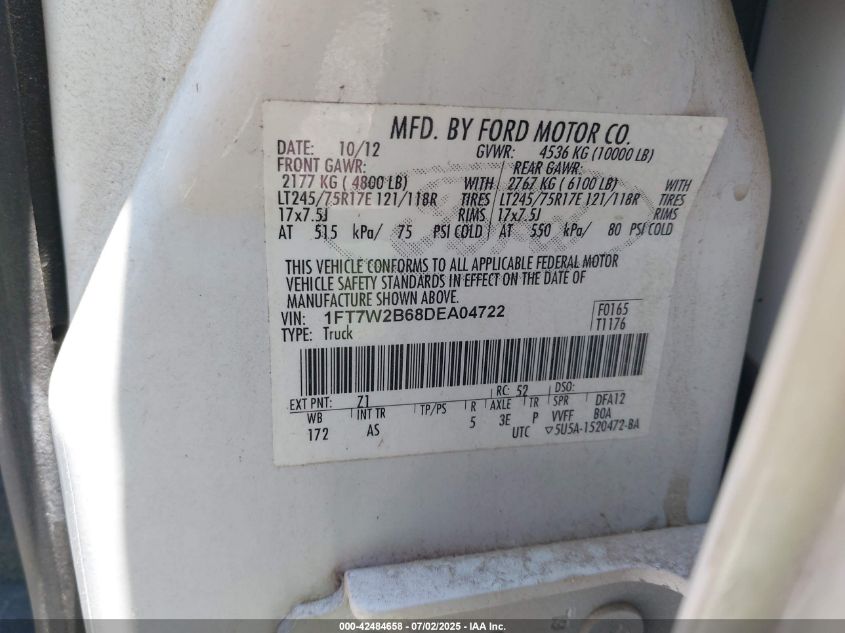 MFD. BY FORD MOTOR CO.
DATE: 10/12 GVWR: 4536 KG (10000 LB)
FRONT GAWR: REAR GAWR:
2177 KG ( 4800 LB) WITH 2767 KG ( 6100 LB) WITH
LT245/75R17E 121/118R TIRES LT245/75R17E 121/118R TIRES
17x7.5J RIMS 17x7.5J RIMS
AT 515 kPa/ 75 PSI COLD AT 550 kPa/ 80 PSI COLD
THIS VEHICLE CONFORMS TO ALL APPLICABLE FEDERAL MOTOR
VEHICLE SAFETY STANDARDS IN EFFECT ON THE DATE OF
MANUFACTURE SHOWN ABOVE.
VIN: 1FT7W2B68DEA04722 F0165
TYPE: Truck T1176
EXT PNT: Z1 RC: 52 DSO:
WB INT TR TP/PS R AXLE TR SPR DFA12
172 AS 5 3E P VVFF BOA
UTC ▽5U5A-1520472-BA
000-42484658 - 07/02/2025 - IAA Inc.